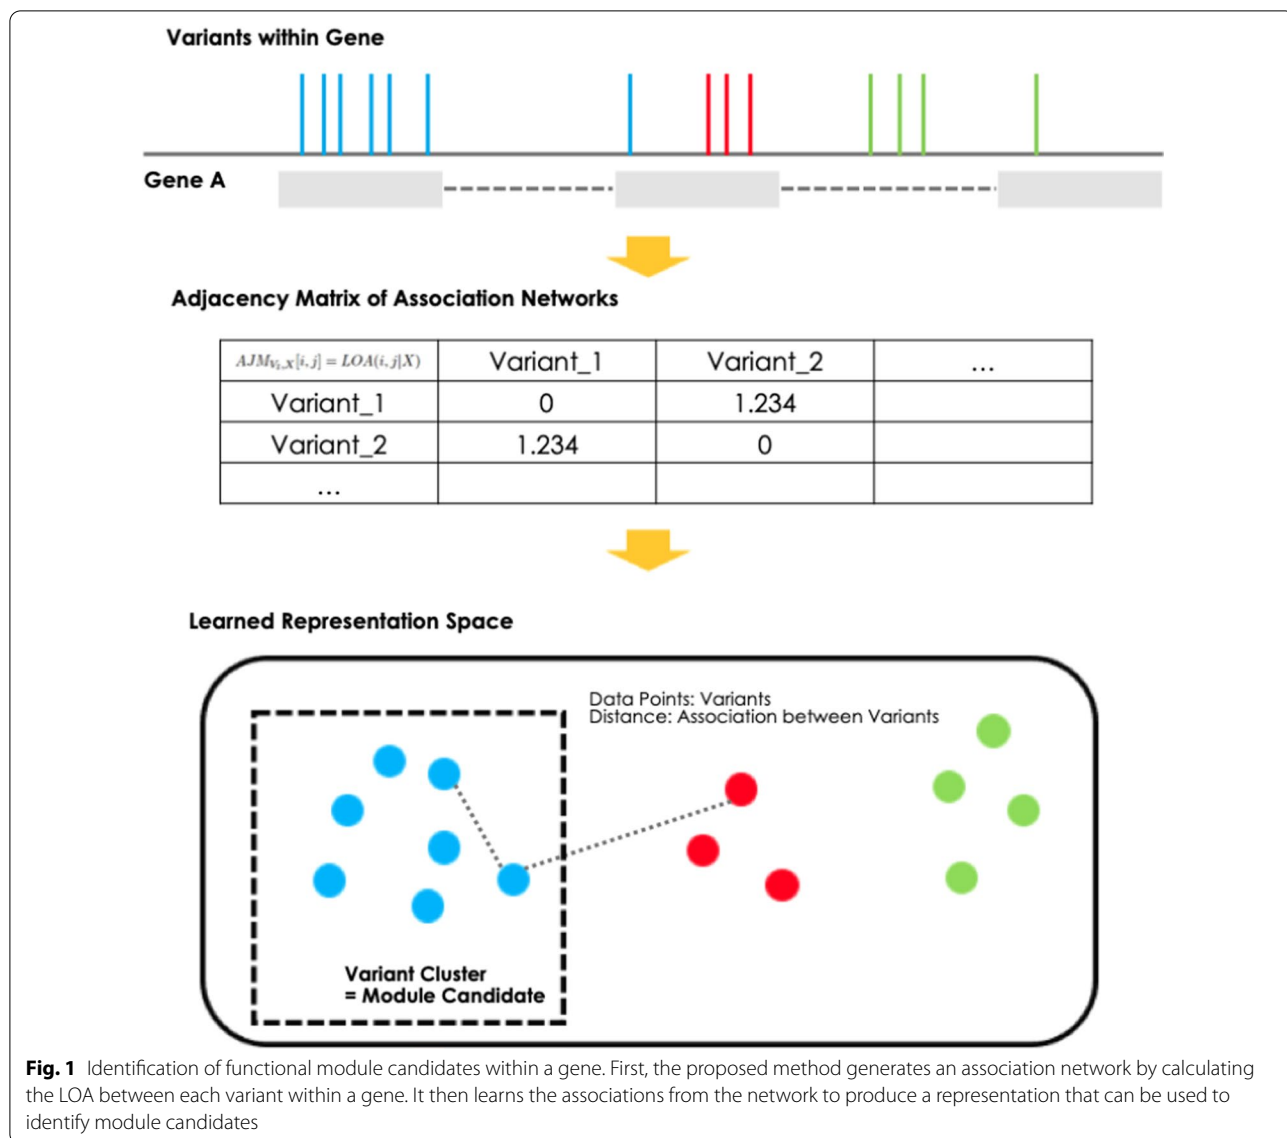 Variants within Gene
Gene A
Adjacency Matrix of Association Networks
AJM_{V_i,X}[i,j] = LOA(i,j|X) Variant_1 Variant_2 ...
Variant_1 0 1.234
Variant_2 1.234 0
...
Learned Representation Space
Data Points: Variants
Distance: Association between Variants
Variant Cluster
= Module Candidate
Fig. 1 Identification of functional module candidates within a gene. First, the proposed method generates an association network by calculating
the LOA between each variant within a gene. It then learns the associations from the network to produce a representation that can be used to
identify module candidates